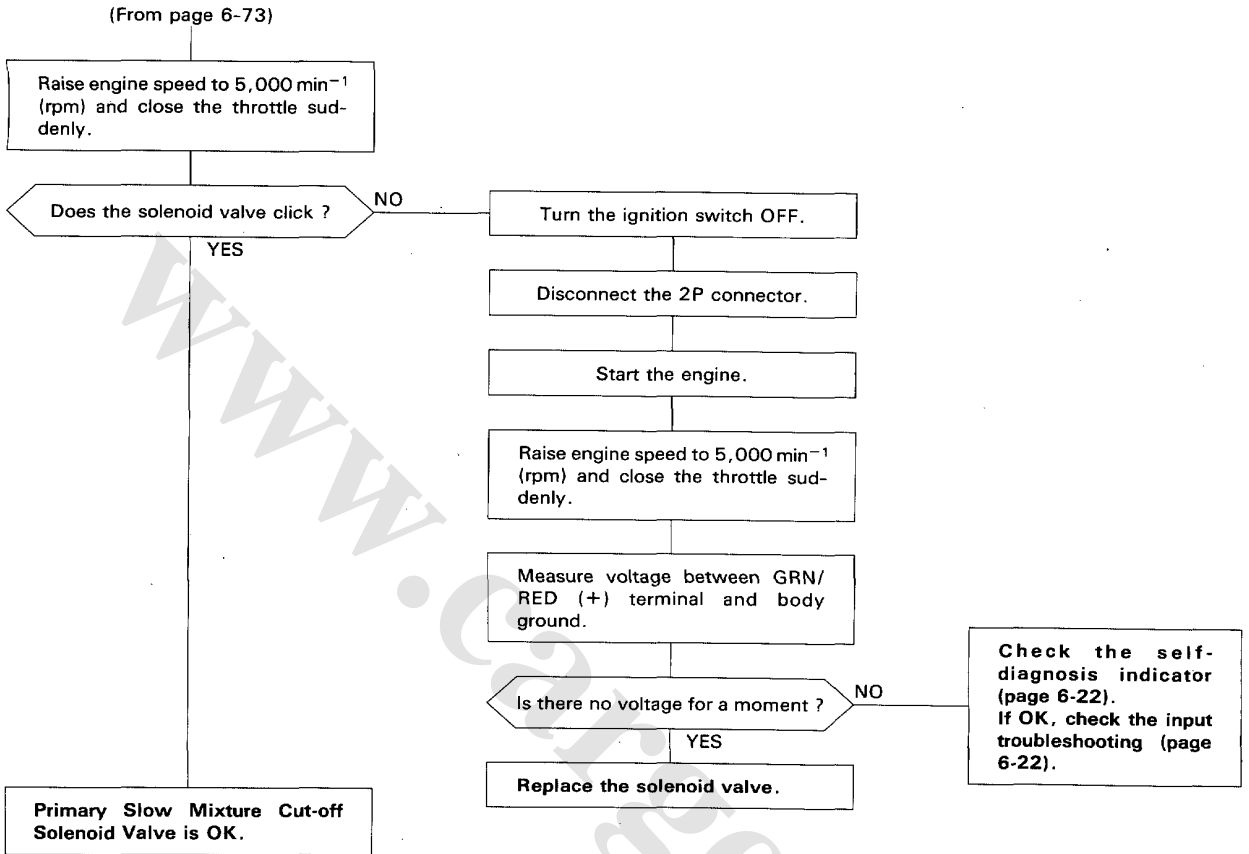 (From page 6-73)
Raise engine speed to 5,000 min⁻¹
(rpm) and close the throttle sud-
denly.
Does the solenoid valve click ?
NO
YES
Turn the ignition switch OFF.
Disconnect the 2P connector.
Start the engine.
Raise engine speed to 5,000 min⁻¹
(rpm) and close the throttle sud-
denly.
Measure voltage between GRN/
RED (+) terminal and body
ground.
Is there no voltage for a moment ?
NO
YES
Check the self-
diagnosis indicator
(page 6-22).
If OK, check the input
troubleshooting (page
6-22).
Replace the solenoid valve.
Primary Slow Mixture Cut-off
Solenoid Valve is OK.